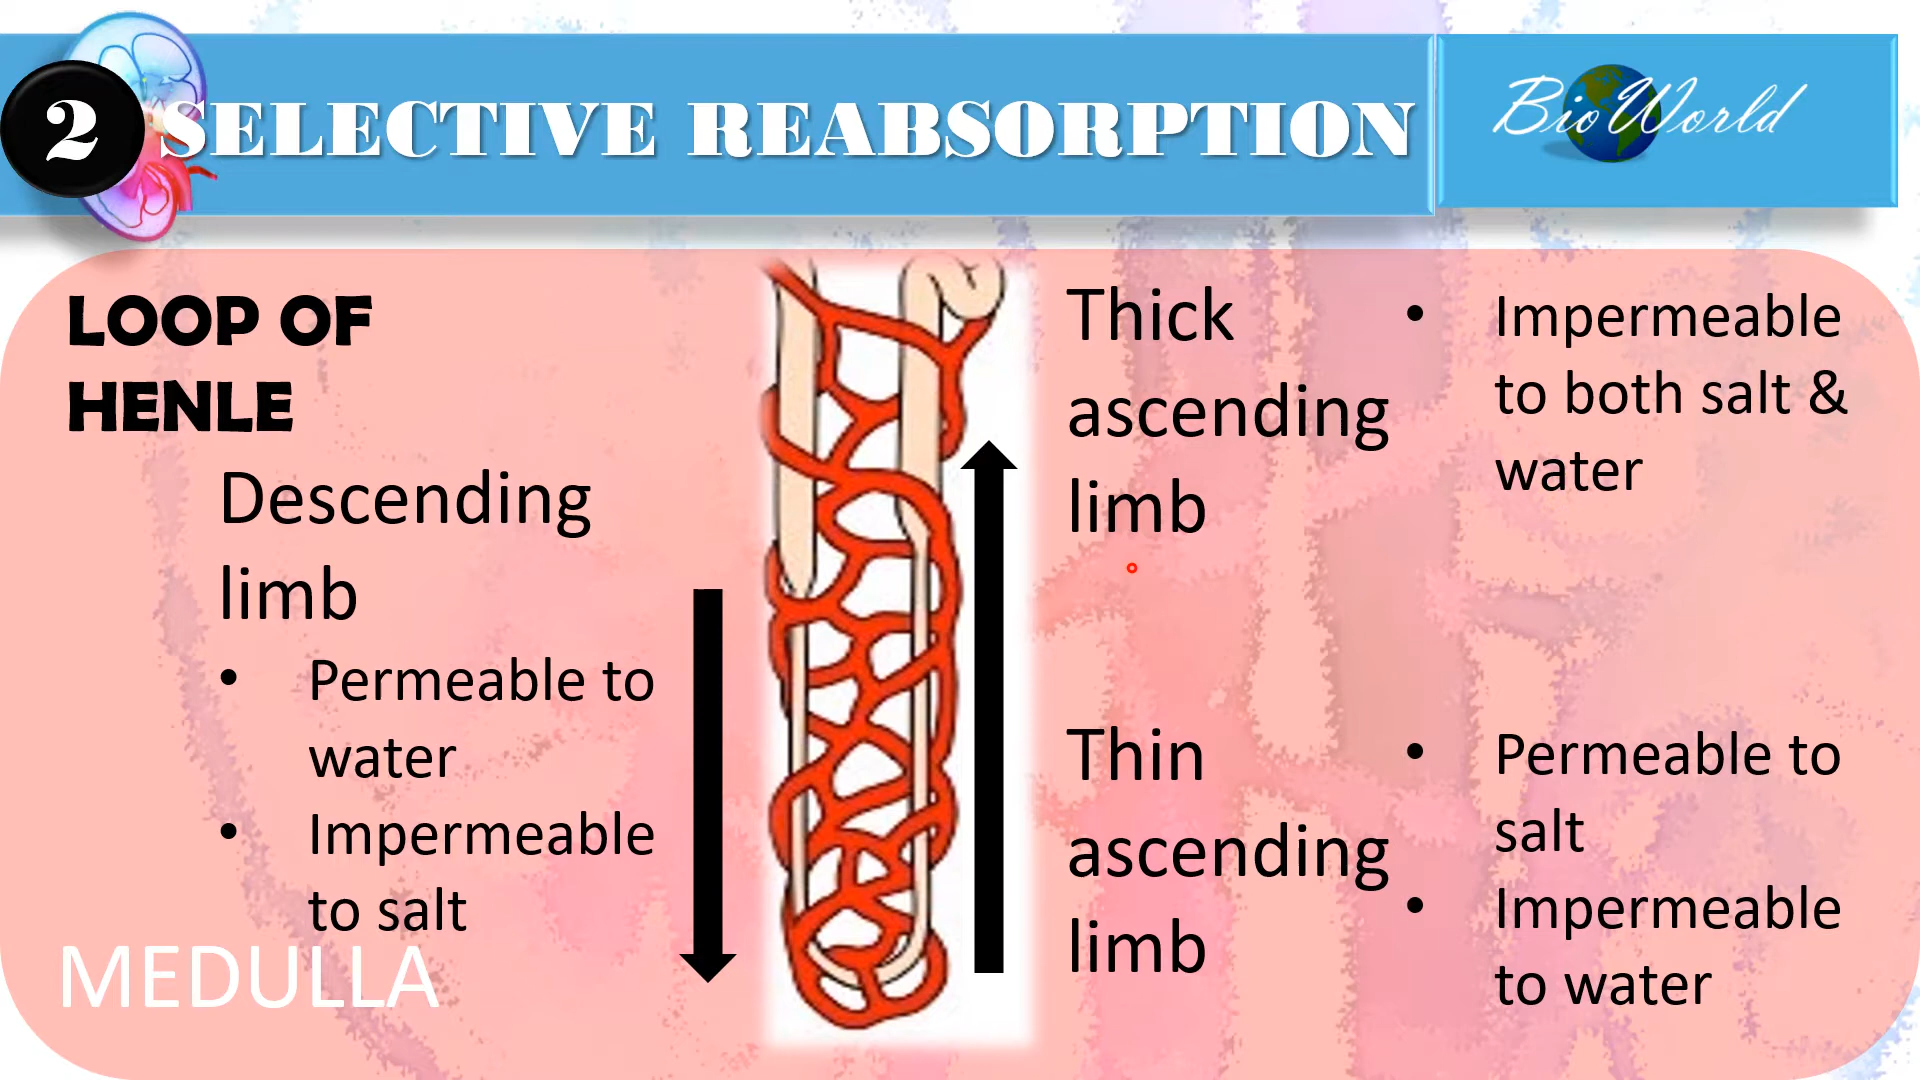 2 SELECTIVE REABSORPTION
BioWorld
LOOP OF
HENLE
Descending
limb
• Permeable to
water
• Impermeable
to salt
MEDULLA
Thick
ascending
limb
• Impermeable
to both salt &
water
Thin
ascending
limb
• Permeable to
salt
• Impermeable
to water